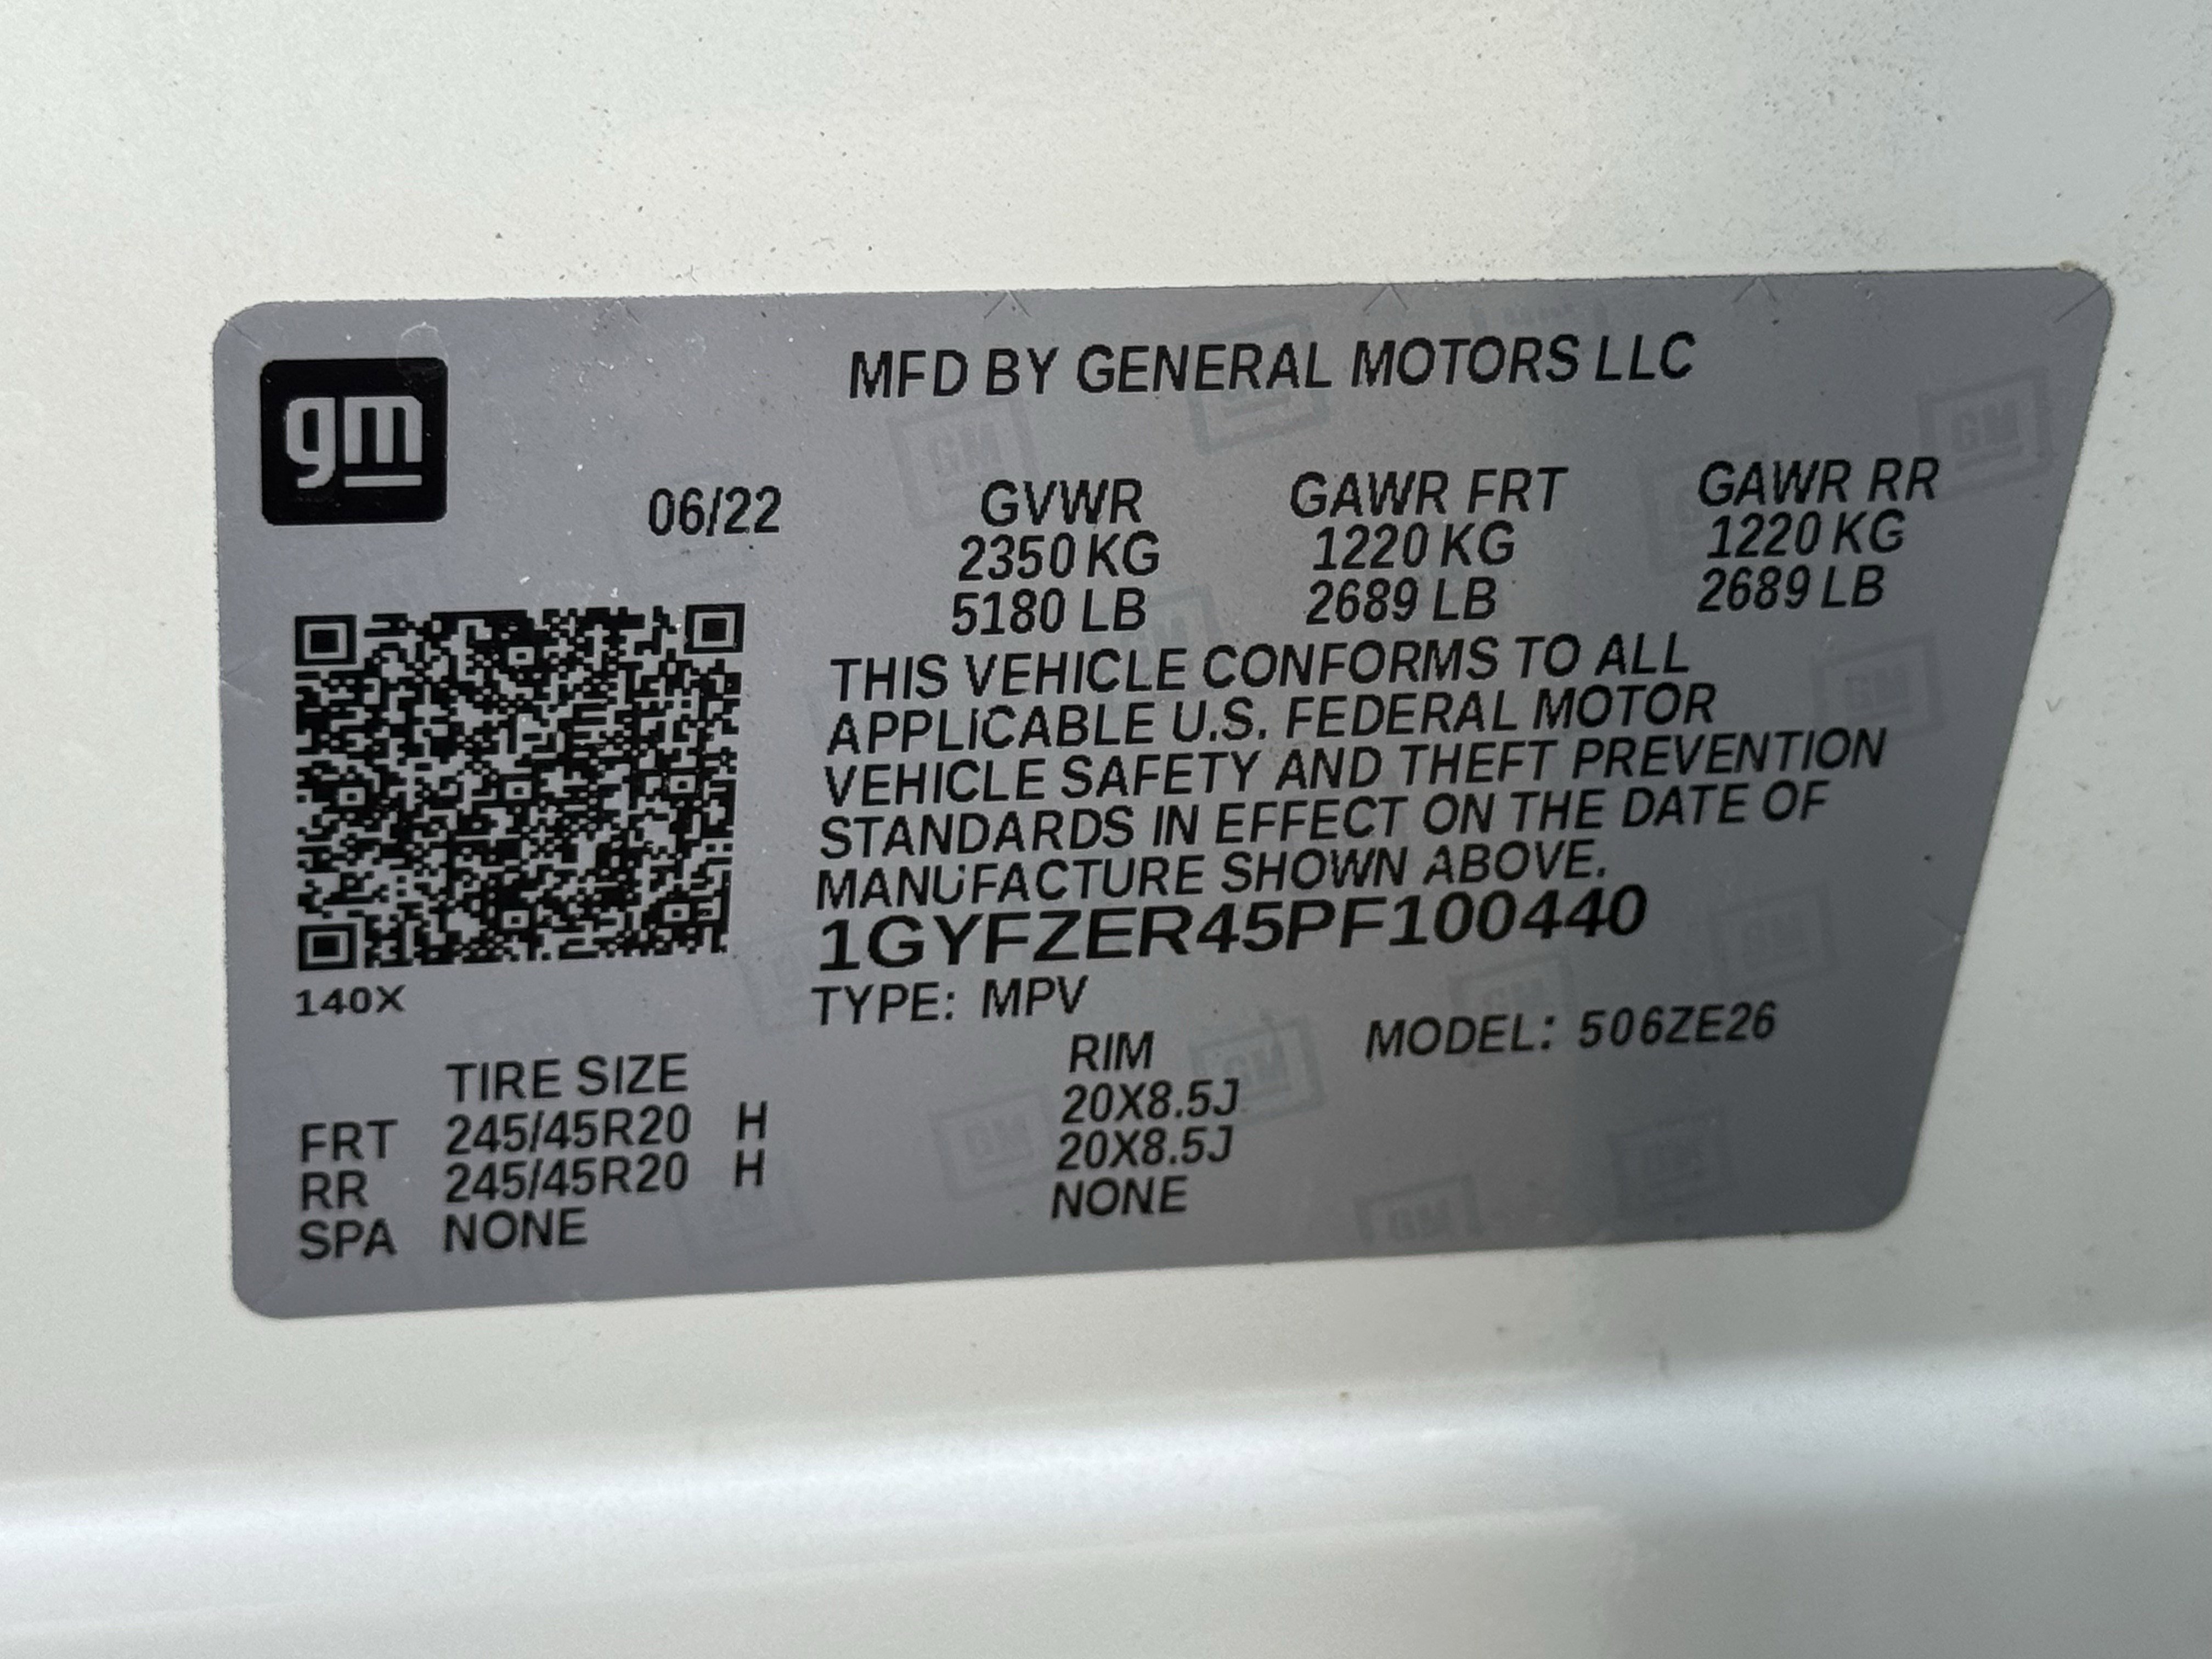 gm
MFD BY GENERAL MOTORS LLC
06/22 GVWR GAWR FRT GAWR RR
2350 KG 1220 KG 1220 KG
5180 LB 2689 LB 2689 LB
THIS VEHICLE CONFORMS TO ALL
APPLICABLE U.S. FEDERAL MOTOR
VEHICLE SAFETY AND THEFT PREVENTION
STANDARDS IN EFFECT ON THE DATE OF
MANUFACTURE SHOWN ABOVE.
1GYFZER45PF100440
140X
TYPE: MPV MODEL: 506ZE26
TIRE SIZE RIM
FRT 245/45R20 H 20X8.5J
RR 245/45R20 H 20X8.5J
SPA NONE NONE